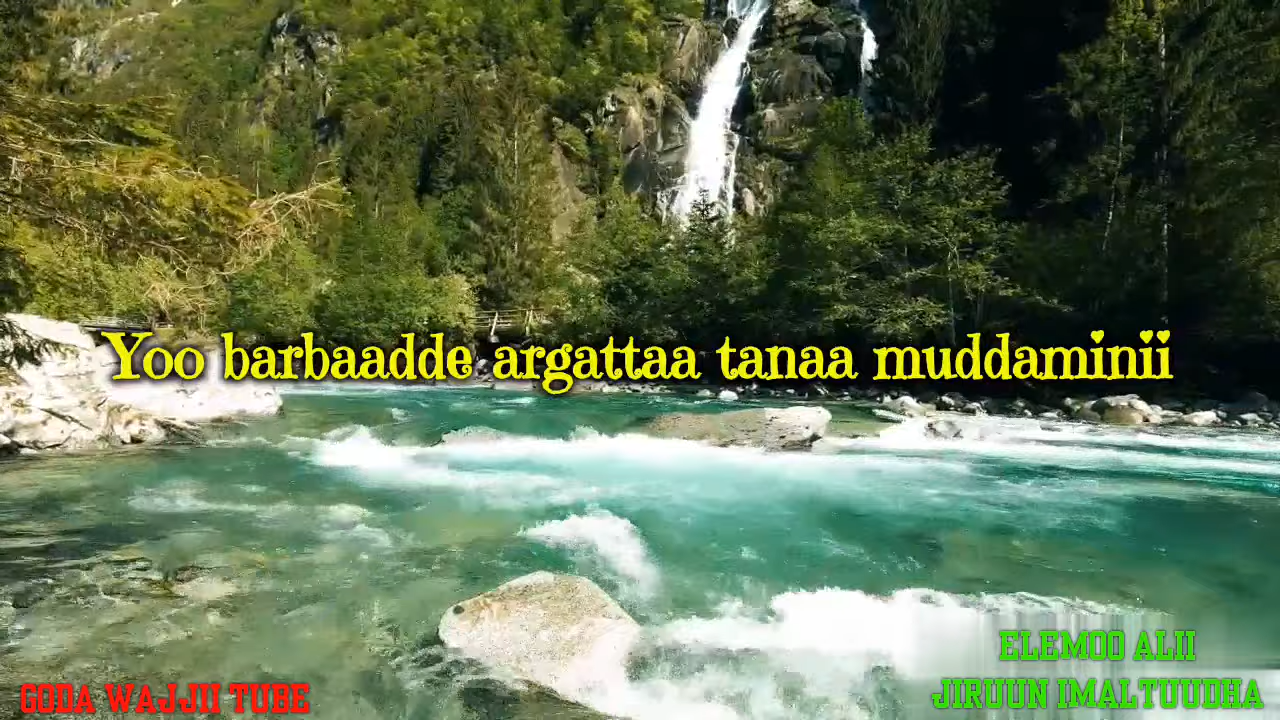 Yoo barbaadde argattaa tanaa muddaminii
ELEMOO ALII
JIRUUN IMALTUUDHA
GODA WAJJII TUBE